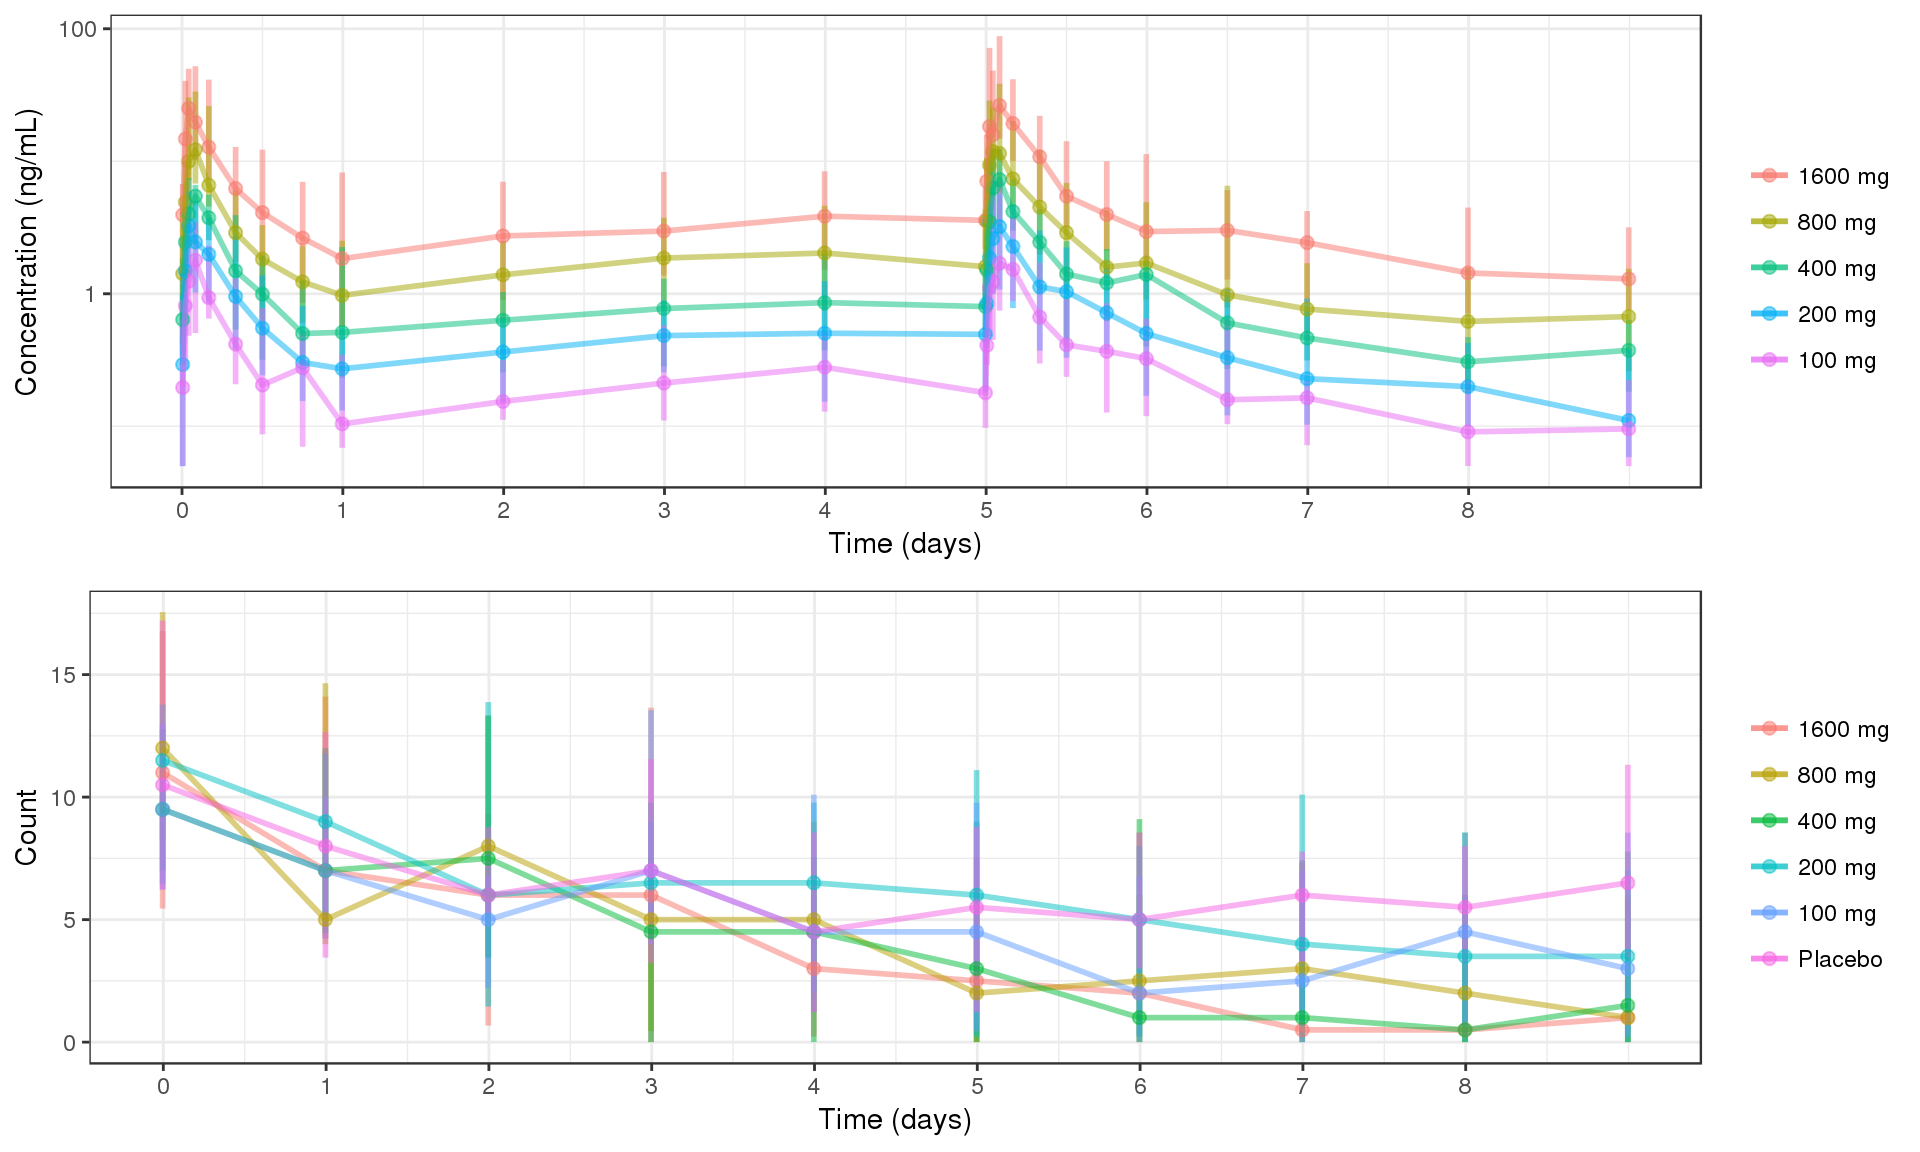 100
1
Concentration (ng/mL)
0 1 2 3 4 5 6 7 8
Time (days)
1600 mg
800 mg
400 mg
200 mg
100 mg
15
10
5
0
Count
0 1 2 3 4 5 6 7 8
Time (days)
1600 mg
800 mg
400 mg
200 mg
100 mg
Placebo